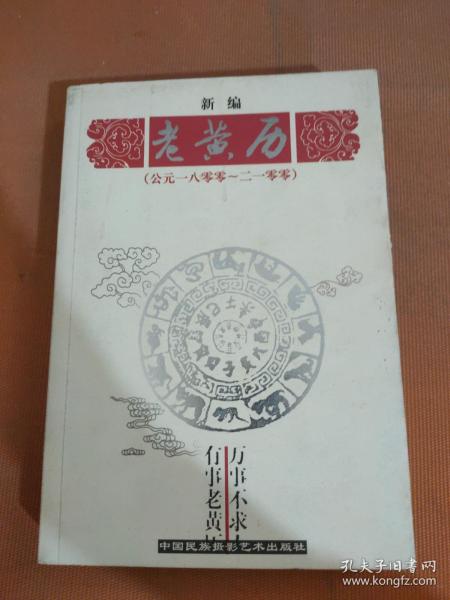 新编
老黄历
(公元一八零零~二一零零)
万事不求
有事老黄
中国民族摄影艺术出版社
孔夫子旧书网
www.kongfz.com